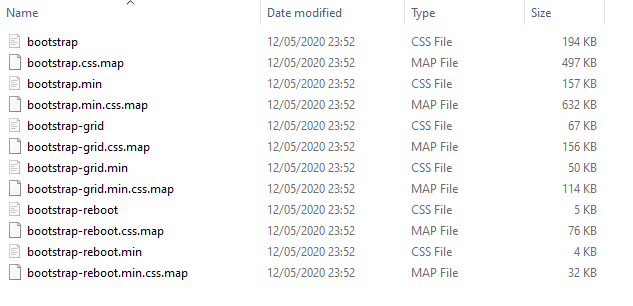 Name Date modified Type Size
bootstrap 12/05/2020 23:52 CSS File 194 KB
bootstrap.css.map 12/05/2020 23:52 MAP File 497 KB
bootstrap.min 12/05/2020 23:52 CSS File 157 KB
bootstrap.min.css.map 12/05/2020 23:52 MAP File 632 KB
bootstrap-grid 12/05/2020 23:52 CSS File 67 KB
bootstrap-grid.css.map 12/05/2020 23:52 MAP File 156 KB
bootstrap-grid.min 12/05/2020 23:52 CSS File 50 KB
bootstrap-grid.min.css.map 12/05/2020 23:52 MAP File 114 KB
bootstrap-reboot 12/05/2020 23:52 CSS File 5 KB
bootstrap-reboot.css.map 12/05/2020 23:52 MAP File 76 KB
bootstrap-reboot.min 12/05/2020 23:52 CSS File 4 KB
bootstrap-reboot.min.css.map 12/05/2020 23:52 MAP File 32 KB